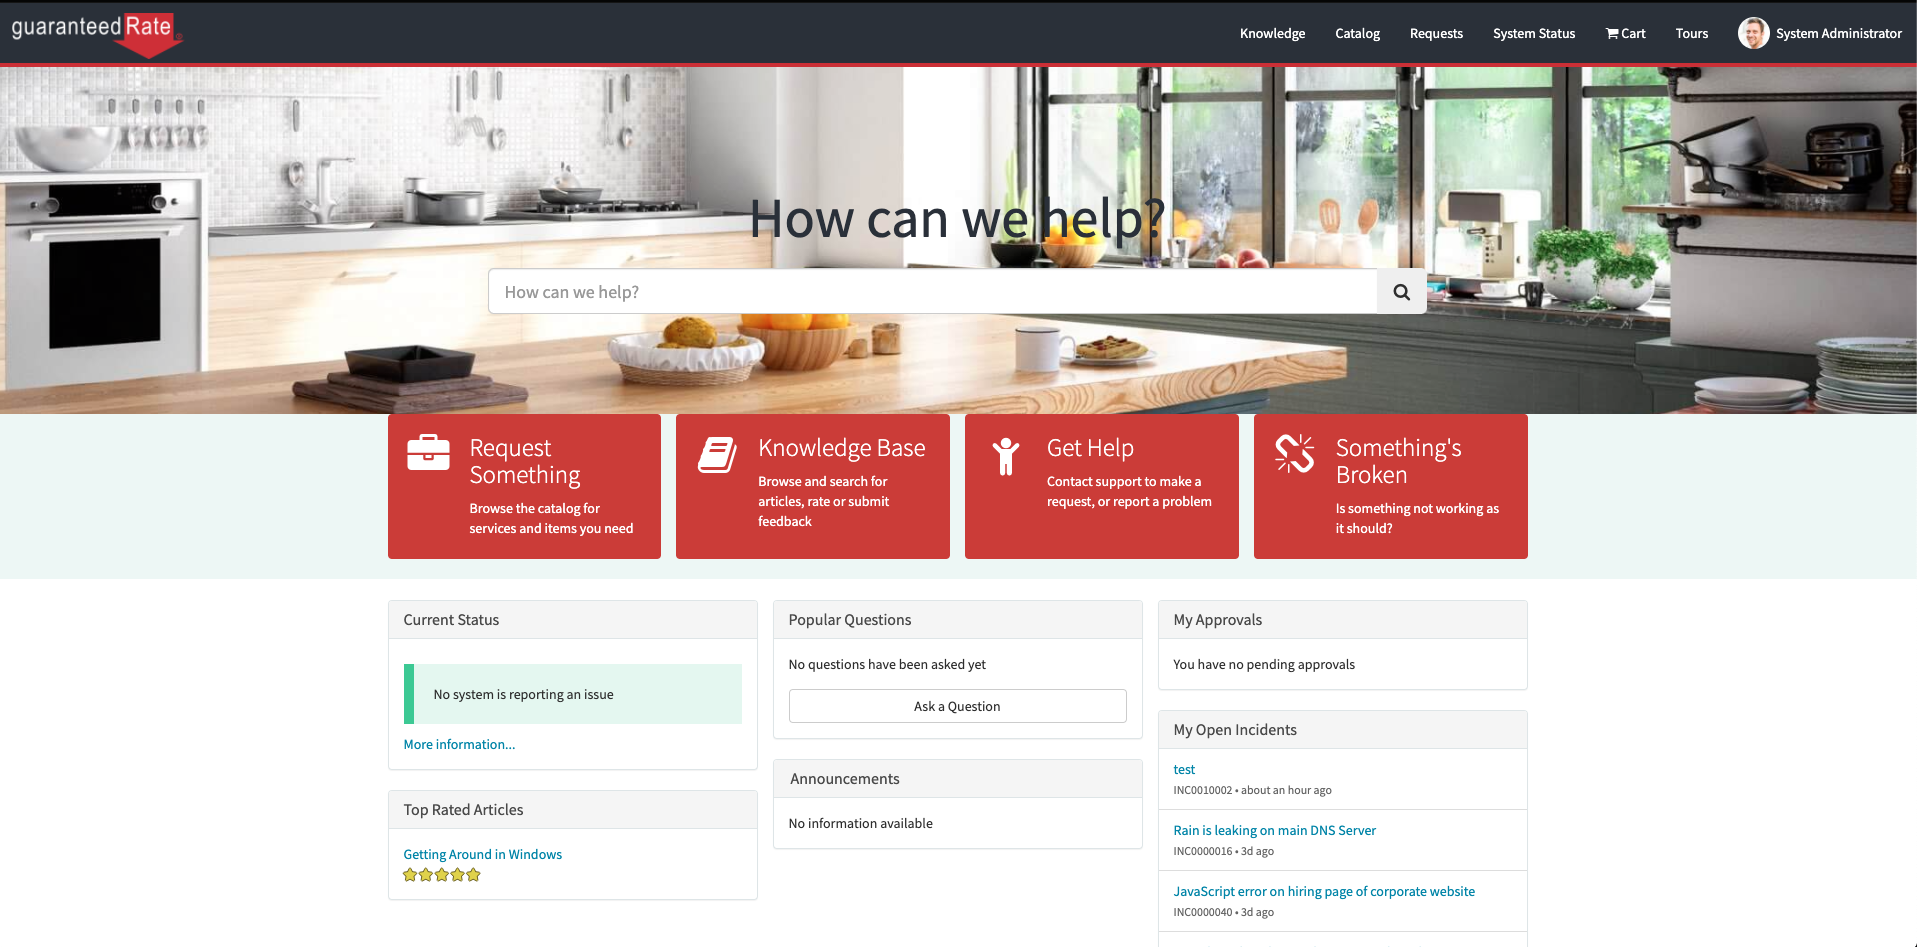 guaranteed Rate
Knowledge
Catalog
Requests
System Status
Cart
Tours
System Administrator
How can we help?
How can we help?
Request
Something
Browse the catalog for
services and items you need
Knowledge Base
Browse and search for
articles, rate or submit
feedback
Get Help
Contact support to make a
request, or report a problem
Something's
Broken
Is something not working as
it should?
Current Status
No system is reporting an issue
More information...
Top Rated Articles
Getting Around in Windows
Popular Questions
No questions have been asked yet
Ask a Question
Announcements
No information available
My Approvals
You have no pending approvals
My Open Incidents
test
INC0010002 • about an hour ago
Rain is leaking on main DNS Server
INC0000016 • 3d ago
JavaScript error on hiring page of corporate website
INC0000040 • 3d ago